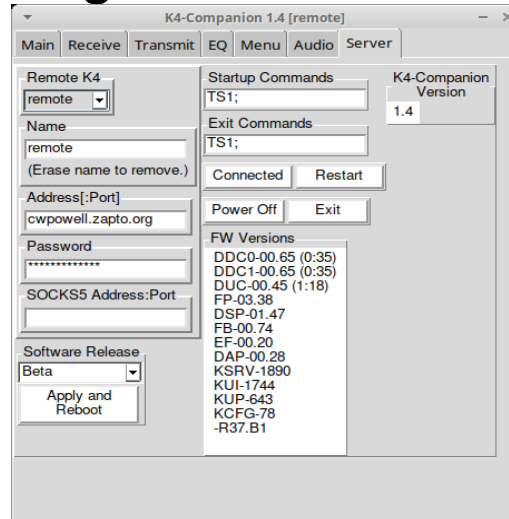 K4-Companion 1.4 [remote]
Main Receive Transmit EQ Menu Audio Server
Remote K4
remote
Name
remote
(Erase name to remove.)
Address[:Port]
cwpowell.zapto.org
Password
*************
SOCKS5 Address:Port
Software Release
Beta
Apply and
Reboot
Startup Commands
TS1;
Exit Commands
TS1;
Connected Restart
Power Off Exit
FW Versions
DDC0-00.65 (0:35)
DDC1-00.65 (0:35)
DUC-00.45 (1:18)
FP-03.38
DSP-01.47
FB-00.74
EF-00.20
DAP-00.28
KSRV-1890
KUI-1744
KUP-643
KCFG-78
-R37.B1
K4-Companion
Version
1.4